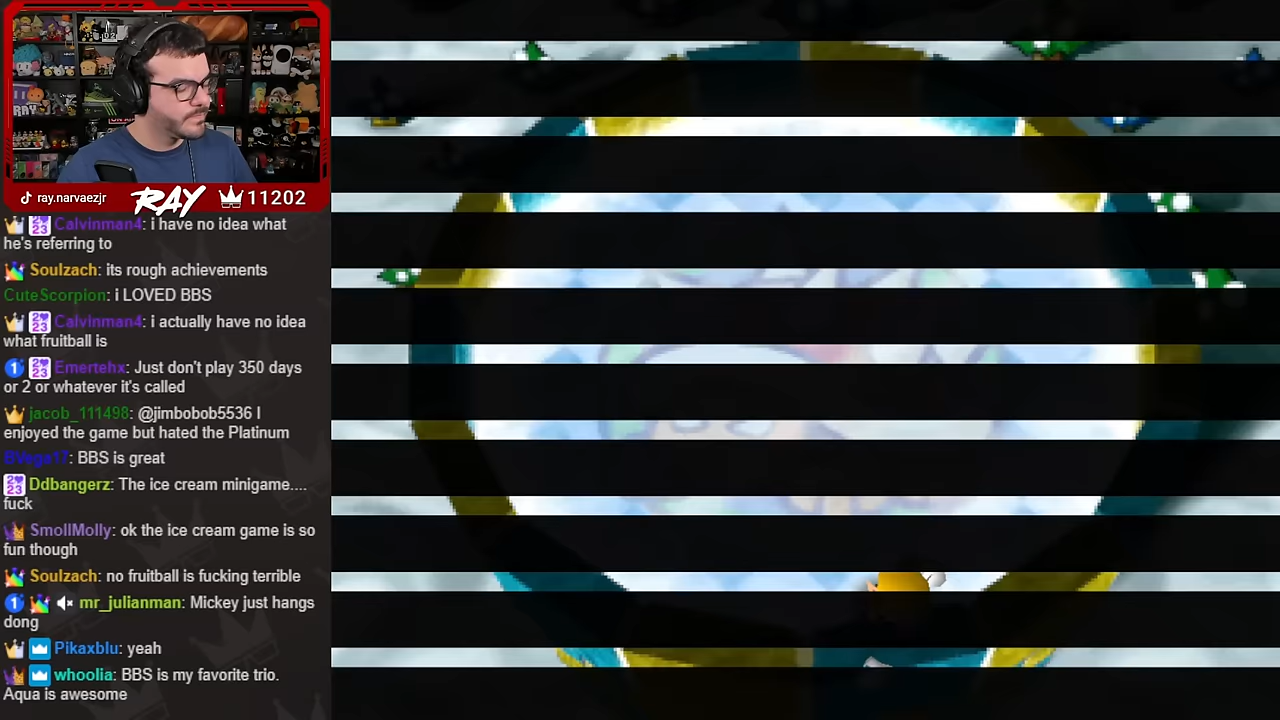 ray.narvaezjr
RAY
11202
Calvinman4: i have no idea what
he's referring to
Soulzach: its rough achievements
CuteScorpion: i LOVED BBS
Calvinman4: i actually have no idea
what fruitball is
Emertehx: Just don't play 350 days
or 2 or whatever it's called
jacob_111498: @jimbobob5536 I
enjoyed the game but hated the Platinum
BVega17: BBS is great
Ddbangerz: The ice cream minigame....
fuck
SmollMolly: ok the ice cream game is so
fun though
Soulzach: no fruitball is fucking terrible
mr_julianman: Mickey just hangs
dong
Pikaxblu: yeah
whoolia: BBS is my favorite trio.
Aqua is awesome